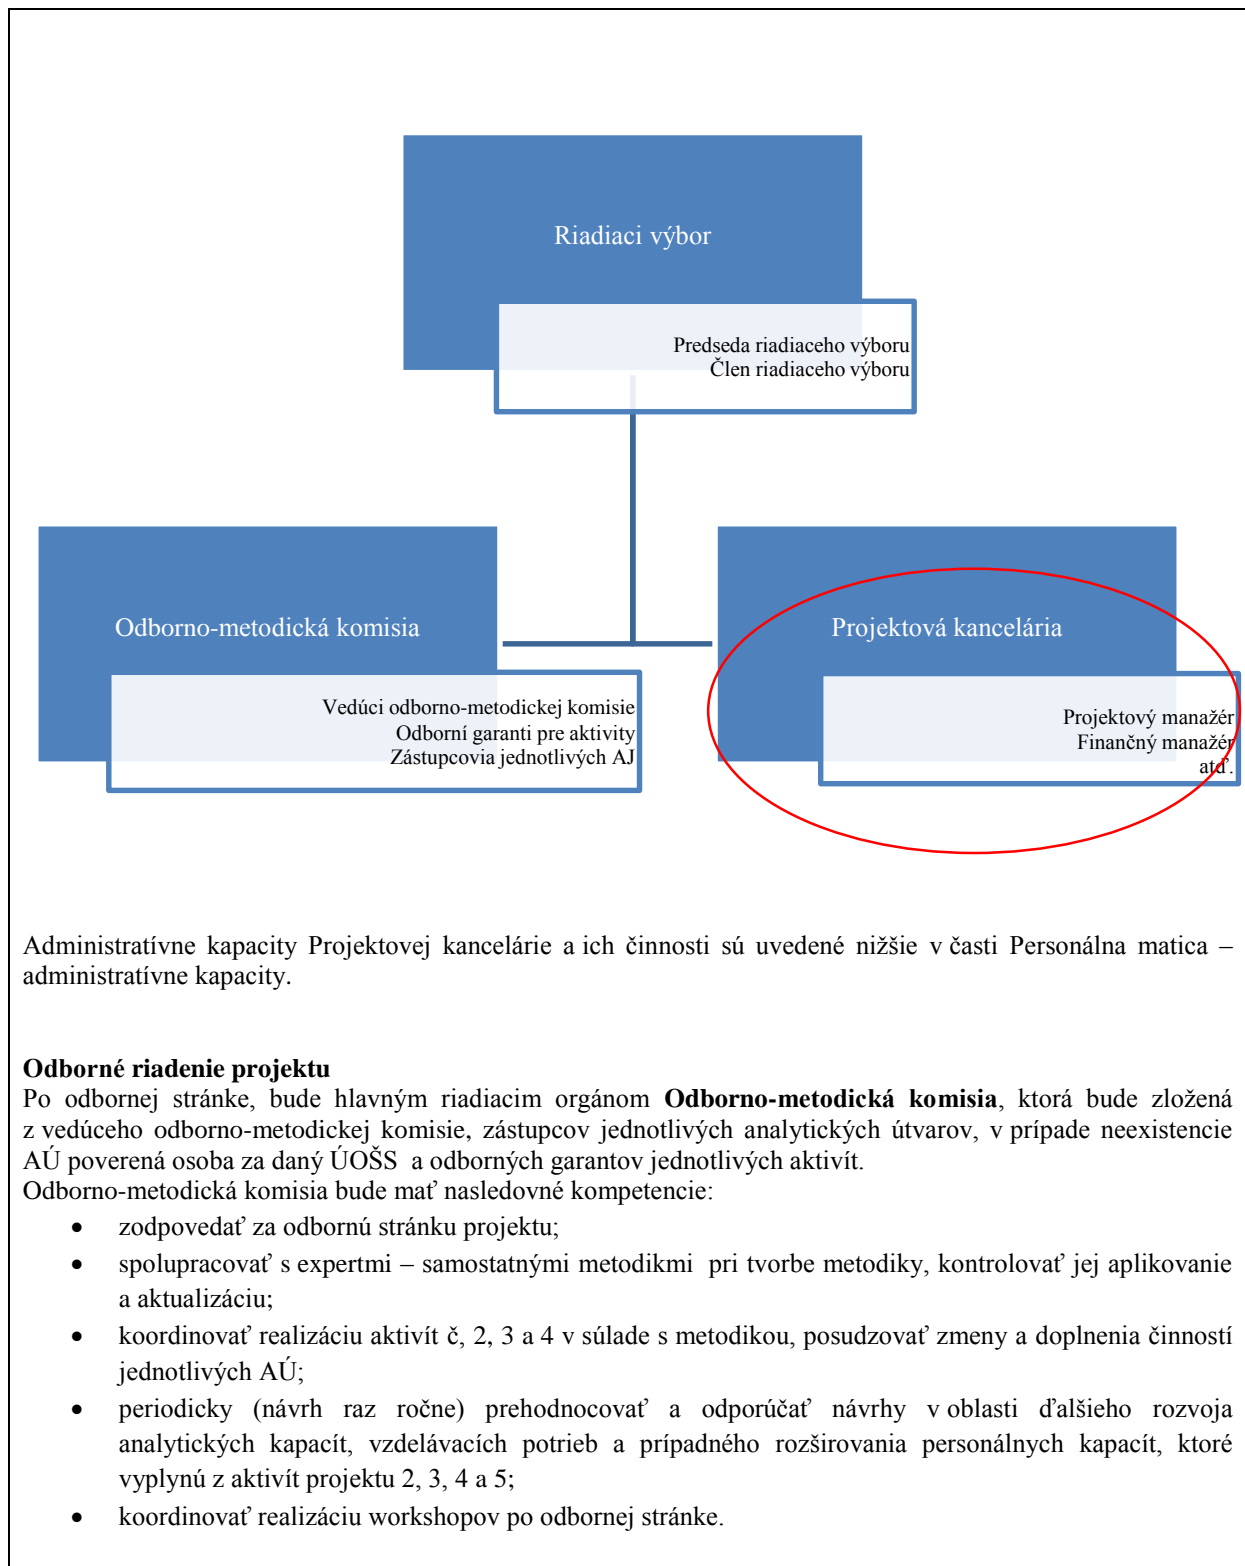 Riadiaci výbor
Predseda riadiaceho výboru
Člen riadiaceho výboru
Odborno-metodická komisia
Vedúci odborno-metodickej komisie
Odborní garanti pre aktivity
Zástupcovia jednotlivých AJ
Projektová kancelária
Projektový manažér
Finančný manažér
atď.
Administratívne kapacity Projektovej kancelárie a ich činnosti sú uvedené nižšie v časti Personálna matica –
administratívne kapacity.
Odborné riadenie projektu
Po odbornej stránke, bude hlavným riadiacim orgánom Odborno-metodická komisia, ktorá bude zložená
z vedúceho odborno-metodickej komisie, zástupcov jednotlivých analytických útvarov, v prípade neexistencie
AÚ poverená osoba za daný ÚOŠS a odborných garantov jednotlivých aktivít.
Odborno-metodická komisia bude mať nasledovné kompetencie:
• zodpovedať za odbornú stránku projektu;
• spolupracovať s expertmi – samostatnými metodikmi pri tvorbe metodiky, kontrolovať jej aplikovanie
a aktualizáciu;
• koordinovať realizáciu aktivít č, 2, 3 a 4 v súlade s metodikou, posudzovať zmeny a doplnenia činností
jednotlivých AÚ;
• periodicky (návrh raz ročne) prehodnocovať a odporúčať návrhy v oblasti ďalšieho rozvoja
analytických kapacít, vzdelávacích potrieb a prípadného rozširovania personálnych kapacít, ktoré
vyplynú z aktivít projektu 2, 3, 4 a 5;
• koordinovať realizáciu workshopov po odbornej stránke.